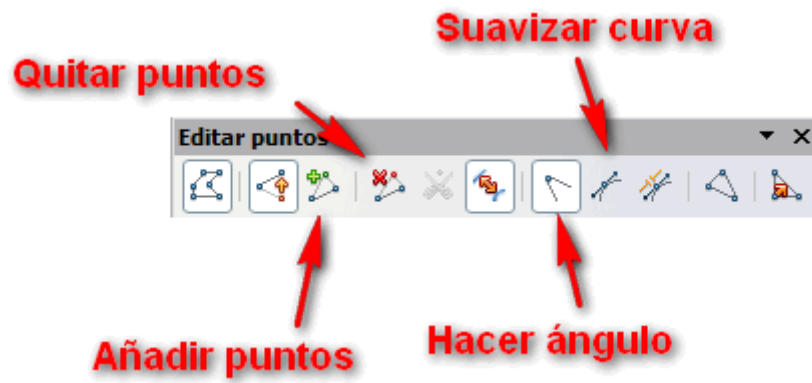 Suavizar curva
Quitar puntos
Editar puntos
Añadir puntos
Hacer ángulo